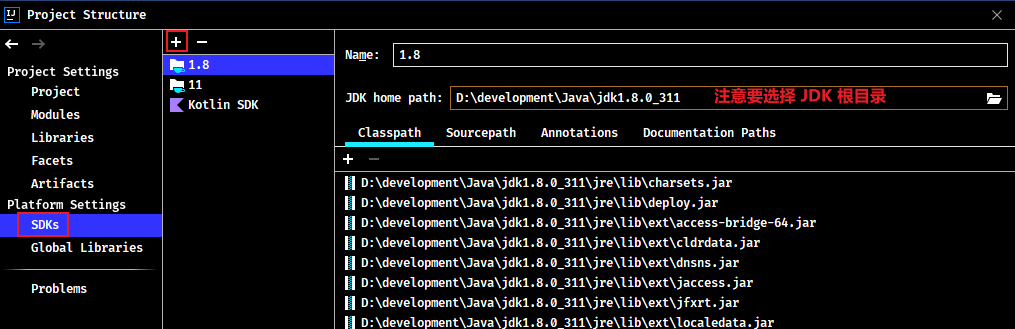 IJ Project Structure
Project Settings
Project
Modules
Libraries
Facets
Artifacts
Platform Settings
SDKs
Global Libraries
Problems
1.8
11
Kotlin SDK
Name: 1.8
JDK home path: D:\development\Java\jdk1.8.0_311 注意要选择 JDK 根目录
Classpath Sourcepath Annotations Documentation Paths
D:\development\Java\jdk1.8.0_311\jre\lib\charsets.jar
D:\development\Java\jdk1.8.0_311\jre\lib\deploy.jar
D:\development\Java\jdk1.8.0_311\jre\lib\ext\access-bridge-64.jar
D:\development\Java\jdk1.8.0_311\jre\lib\ext\cldrdata.jar
D:\development\Java\jdk1.8.0_311\jre\lib\ext\dnsns.jar
D:\development\Java\jdk1.8.0_311\jre\lib\ext\jaccess.jar
D:\development\Java\jdk1.8.0_311\jre\lib\ext\jfxrt.jar
D:\development\Java\jdk1.8.0_311\jre\lib\ext\localedata.jar